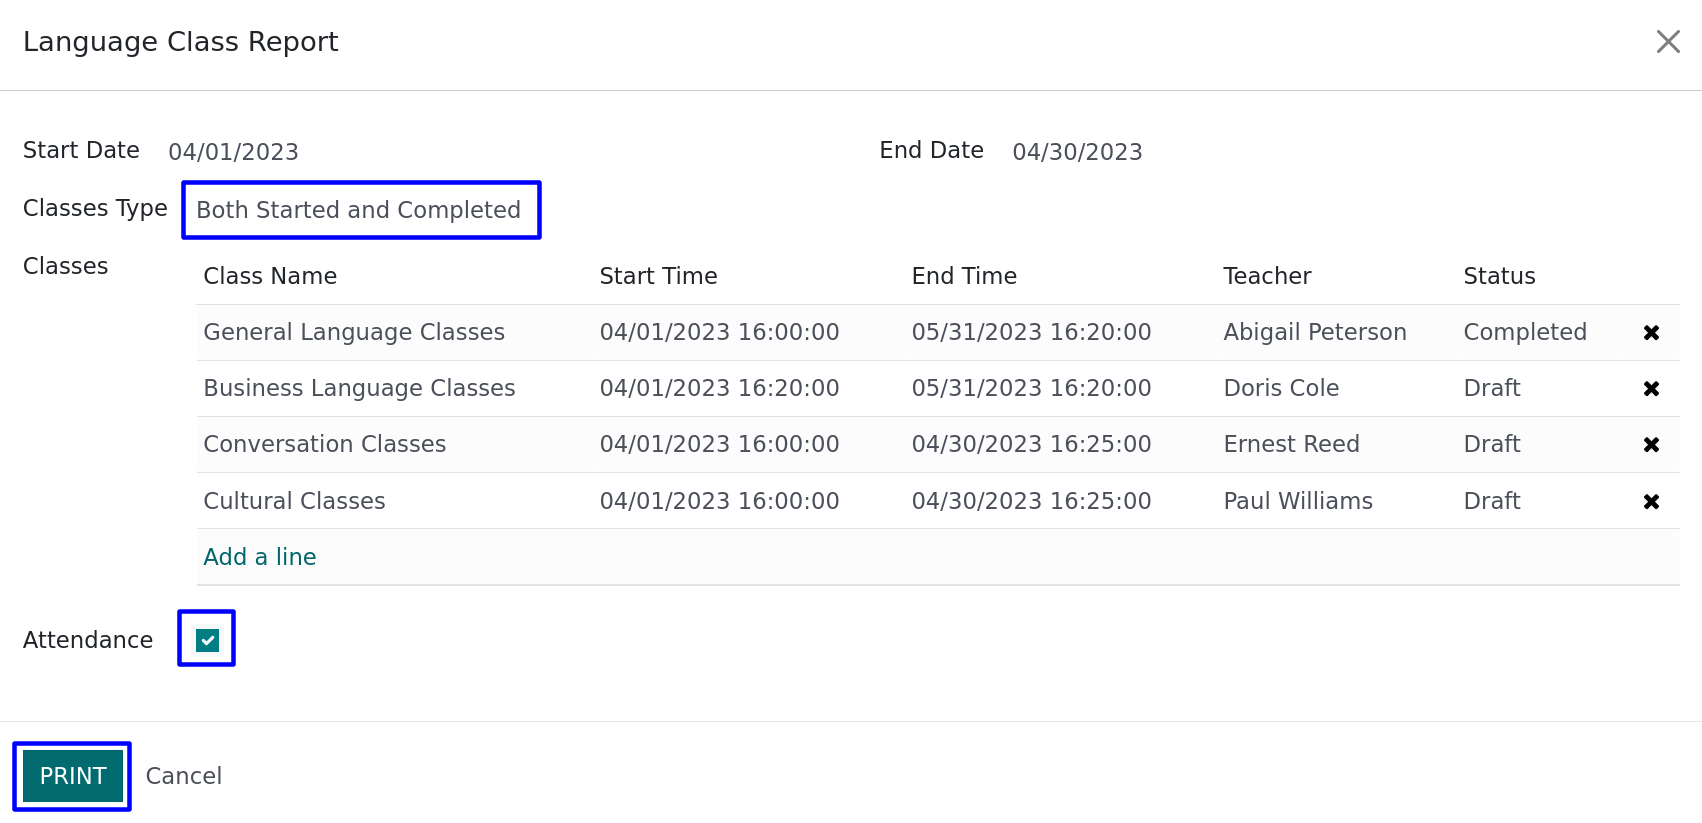 Language Class Report
Start Date 04/01/2023 End Date 04/30/2023
Classes Type Both Started and Completed
Classes
Class Name Start Time End Time Teacher Status
General Language Classes 04/01/2023 16:00:00 05/31/2023 16:20:00 Abigail Peterson Completed
Business Language Classes 04/01/2023 16:20:00 05/31/2023 16:20:00 Doris Cole Draft
Conversation Classes 04/01/2023 16:00:00 04/30/2023 16:25:00 Ernest Reed Draft
Cultural Classes 04/01/2023 16:00:00 04/30/2023 16:25:00 Paul Williams Draft
Add a line
Attendance
PRINT Cancel